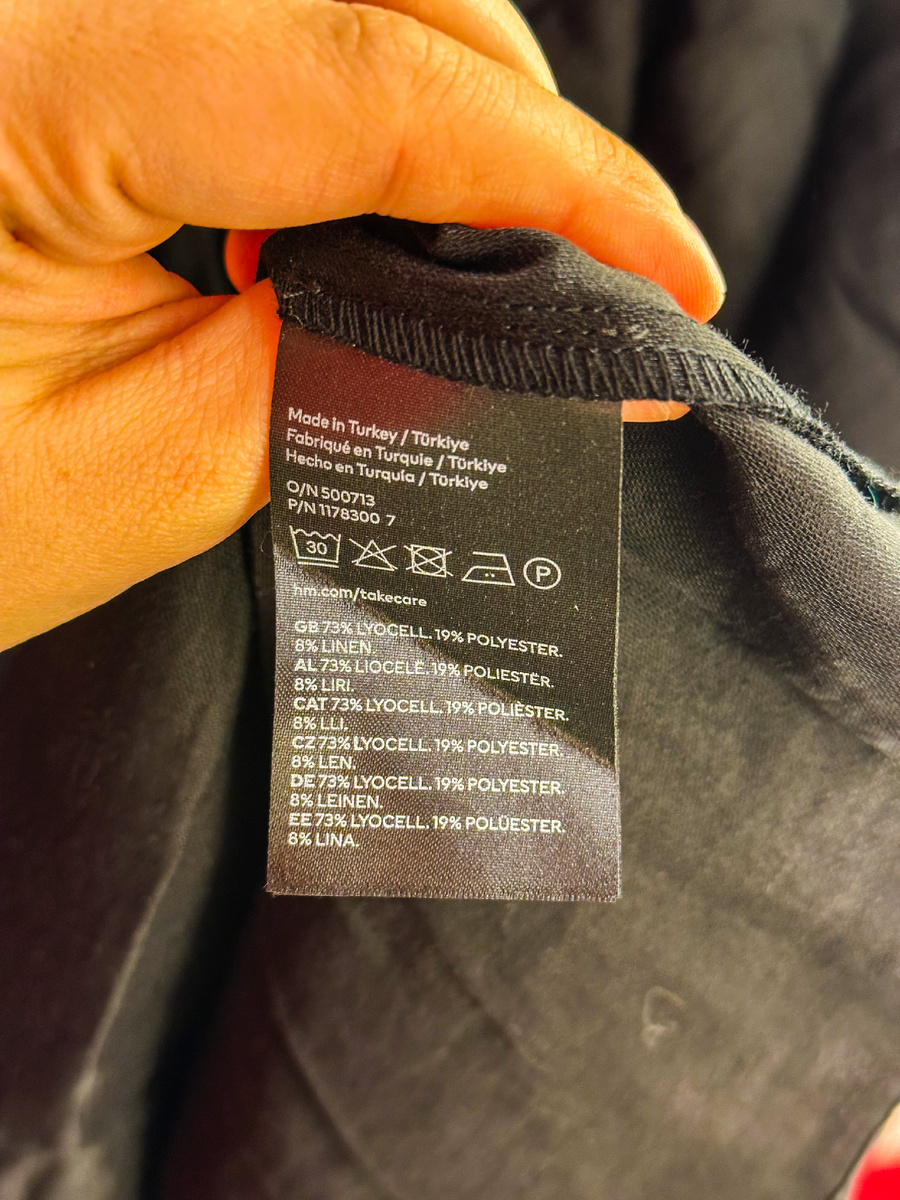 Made in Turkey / Türkiye
Fabriqué en Turquie / Türkiye
Hecho en Turquía / Türkiye
O/N 500713
P/N 1178300 7
30 P
hm.com/takecare
GB 73% LYOCELL. 19% POLYESTER.
8% LINEN.
AL 73% LIOCELË. 19% POLIESTËR.
8% LIRI.
CAT 73% LYOCELL. 19% POLIÈSTER.
8% LLI.
CZ 73% LYOCELL. 19% POLYESTER.
8% LEN.
DE 73% LYOCELL. 19% POLYESTER.
8% LEINEN.
EE 73% LYOCELL. 19% POLÜESTER.
8% LINA.